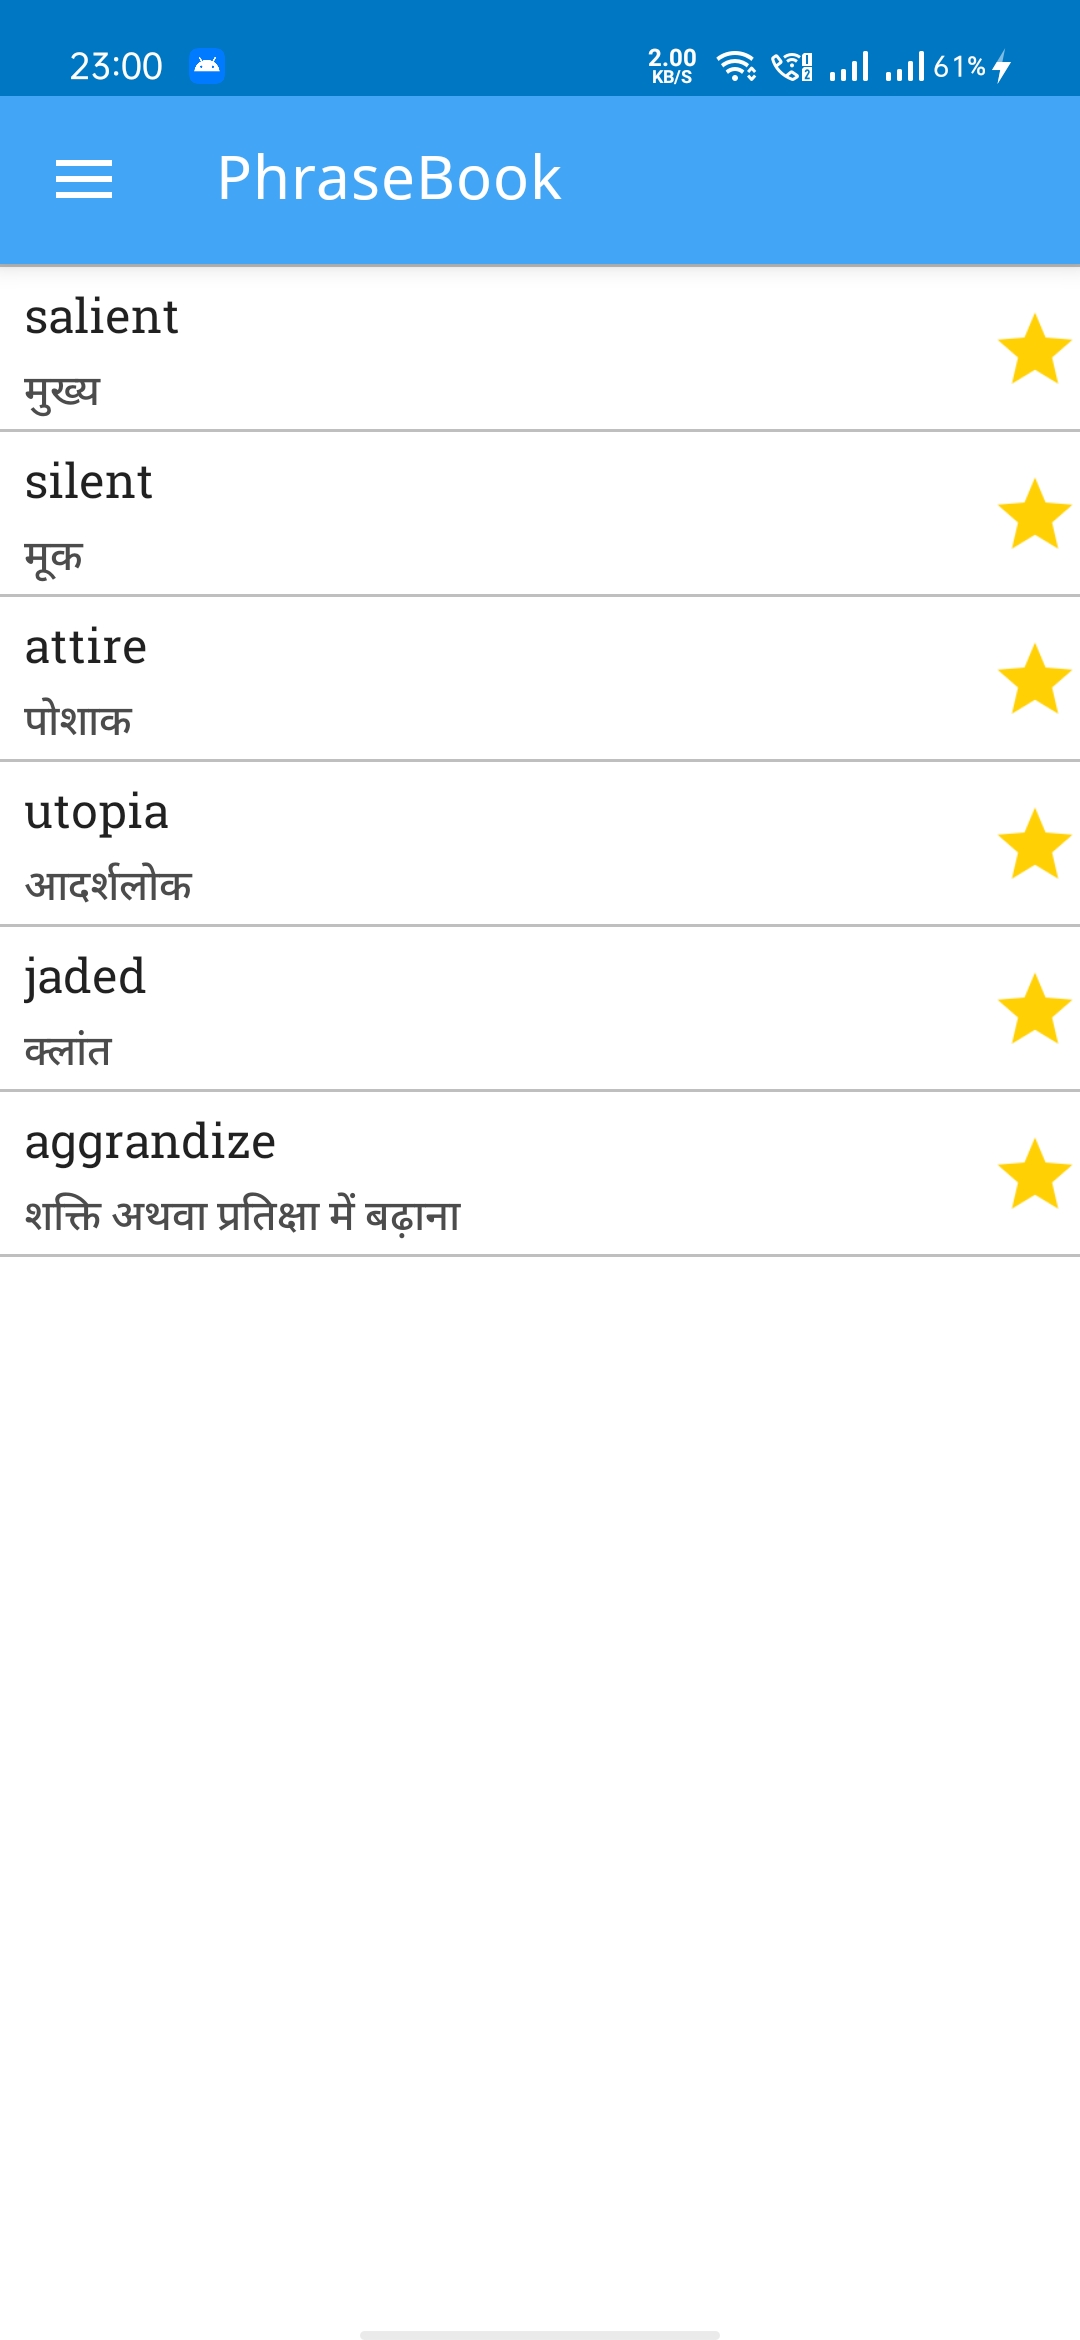 23:00 2.00 KB/S 61%
PhraseBook
salient
मुख्य
silent
मूक
attire
पोशाक
utopia
आदर्शलोक
jaded
क्लांत
aggrandize
शक्ति अथवा प्रतिक्षा में बढ़ाना